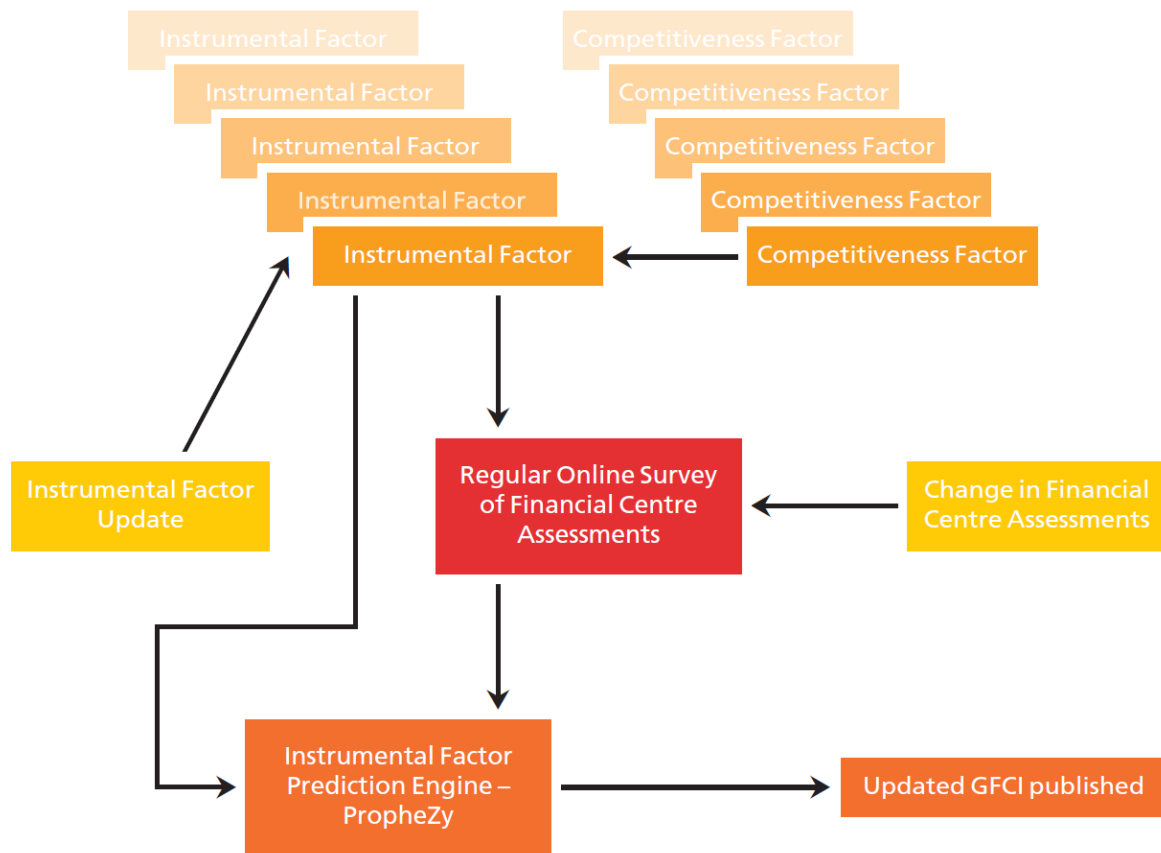 Instrumental Factor
Competitiveness Factor
Instrumental Factor
Competitiveness Factor
Instrumental Factor
Competitiveness Factor
Instrumental Factor
Competitiveness Factor
Instrumental Factor
Competitiveness Factor
Instrumental Factor
Update
Regular Online Survey
of Financial Centre
Assessments
Change in Financial
Centre Assessments
Instrumental Factor
Prediction Engine –
PropheZy
Updated GFCI published